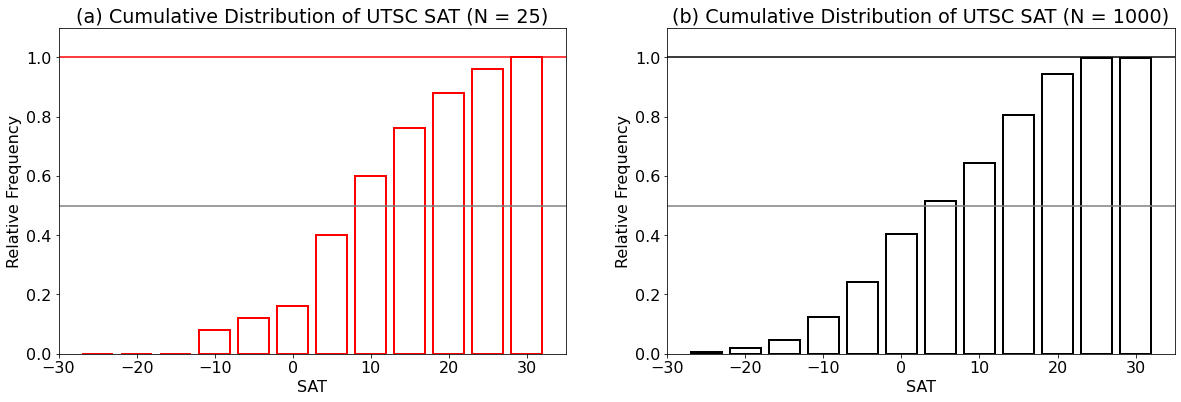 (a) Cumulative Distribution of UTSC SAT (N = 25)
1.0
0.8
0.6
0.4
0.2
0.0
Relative Frequency
−30 −20 −10 0 10 20 30
SAT
(b) Cumulative Distribution of UTSC SAT (N = 1000)
1.0
0.8
0.6
0.4
0.2
0.0
Relative Frequency
−30 −20 −10 0 10 20 30
SAT